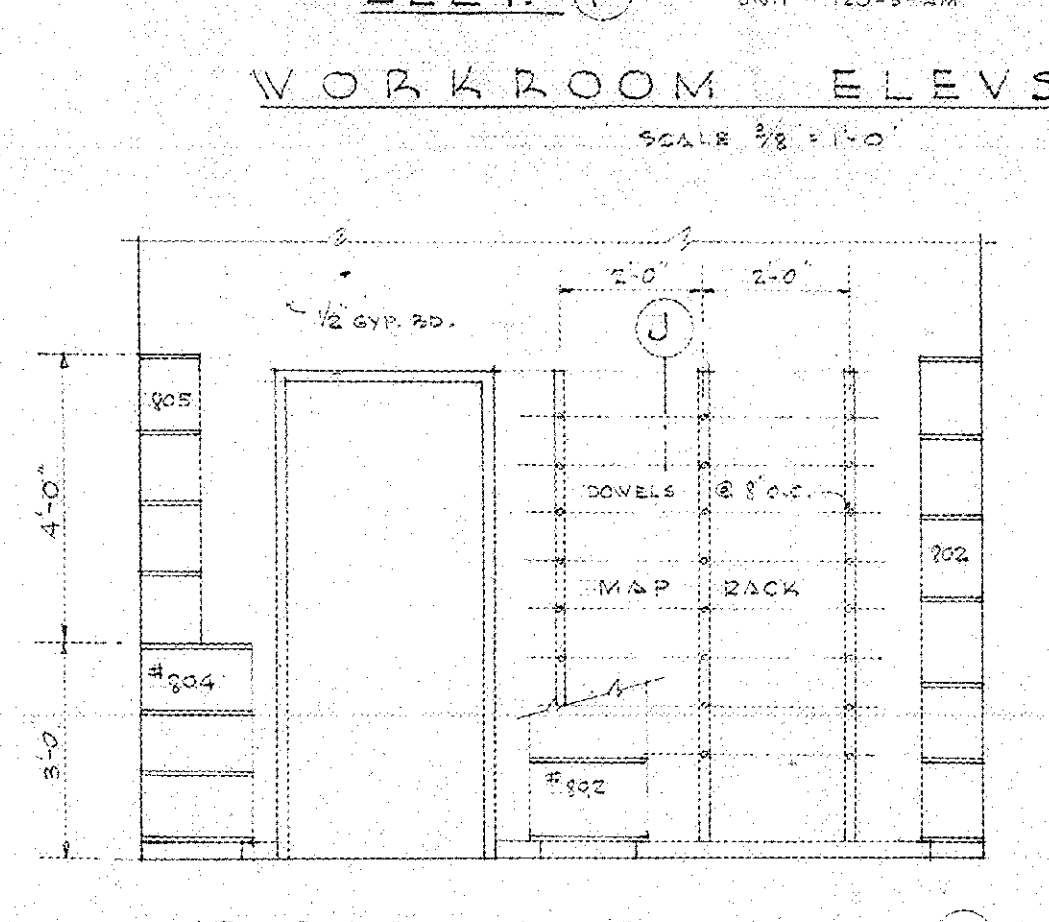 WORKROOM ELEVS
SCALE 3/8" = 1'-0"
2'-0" 2'-0"
1/2" GYP. BD.
J
805
4'-0"
DOWELS @ 8" O.C.
802
MAP RACK
#804
3'-0
#802